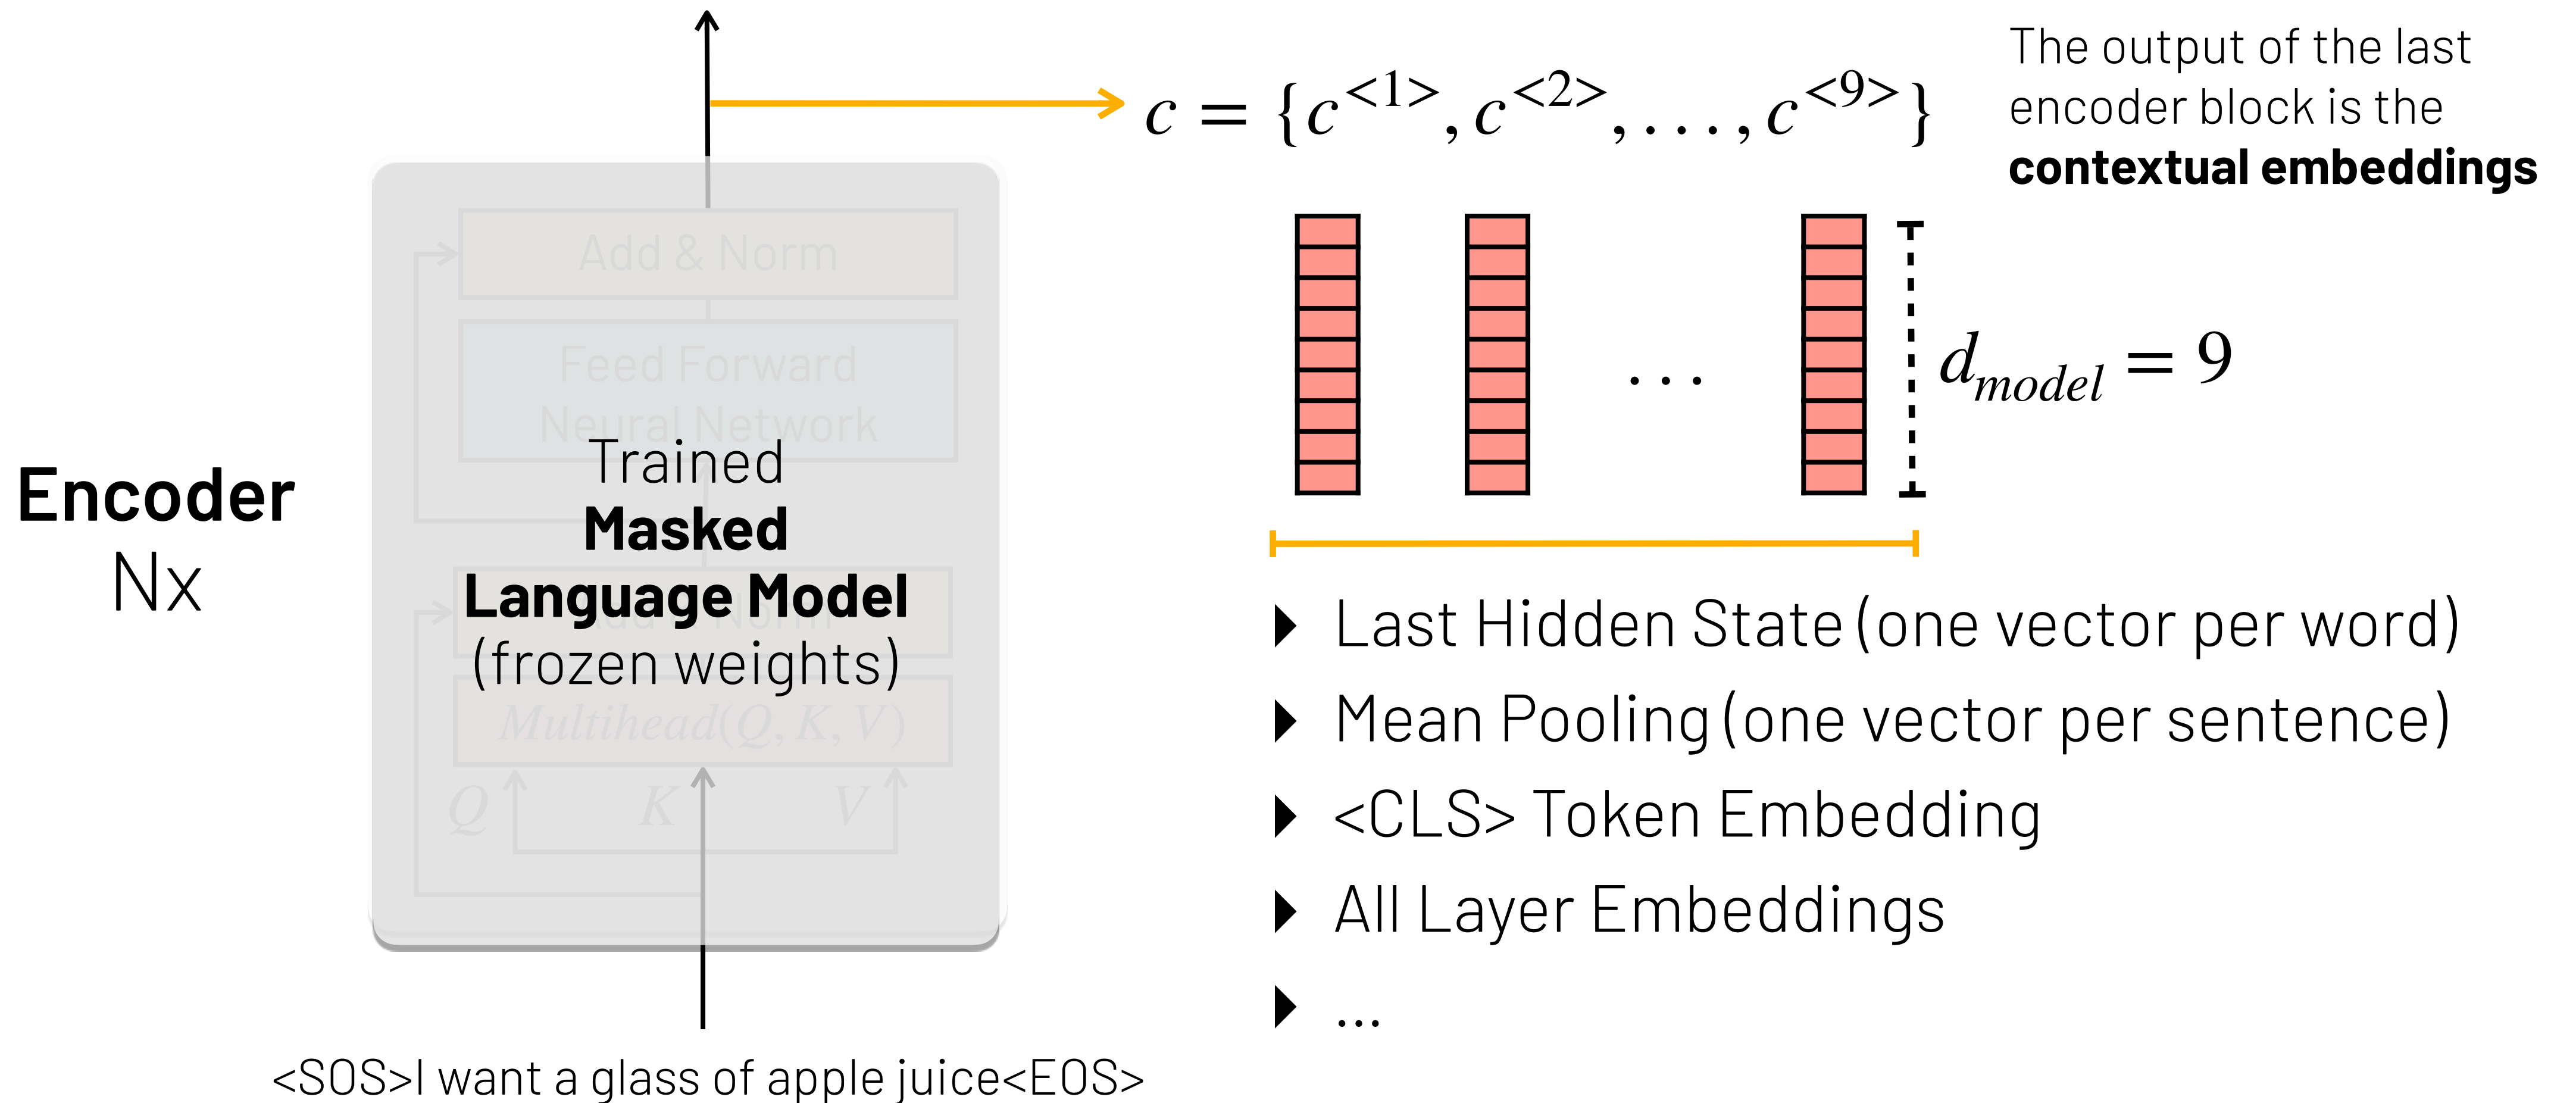 Encoder
Nx
Add & Norm
Feed Forward
Neural Network
Trained
Masked
Language Model
(frozen weights)
Multihead(Q, K, V)
Q K V
<SOS>I want a glass of apple juice<EOS>
c = {c^{<1>}, c^{<2>}, . . . , c^{<9>}}
The output of the last
encoder block is the
contextual embeddings
. . .
d_{model} = 9
Last Hidden State (one vector per word)
Mean Pooling (one vector per sentence)
<CLS> Token Embedding
All Layer Embeddings
...